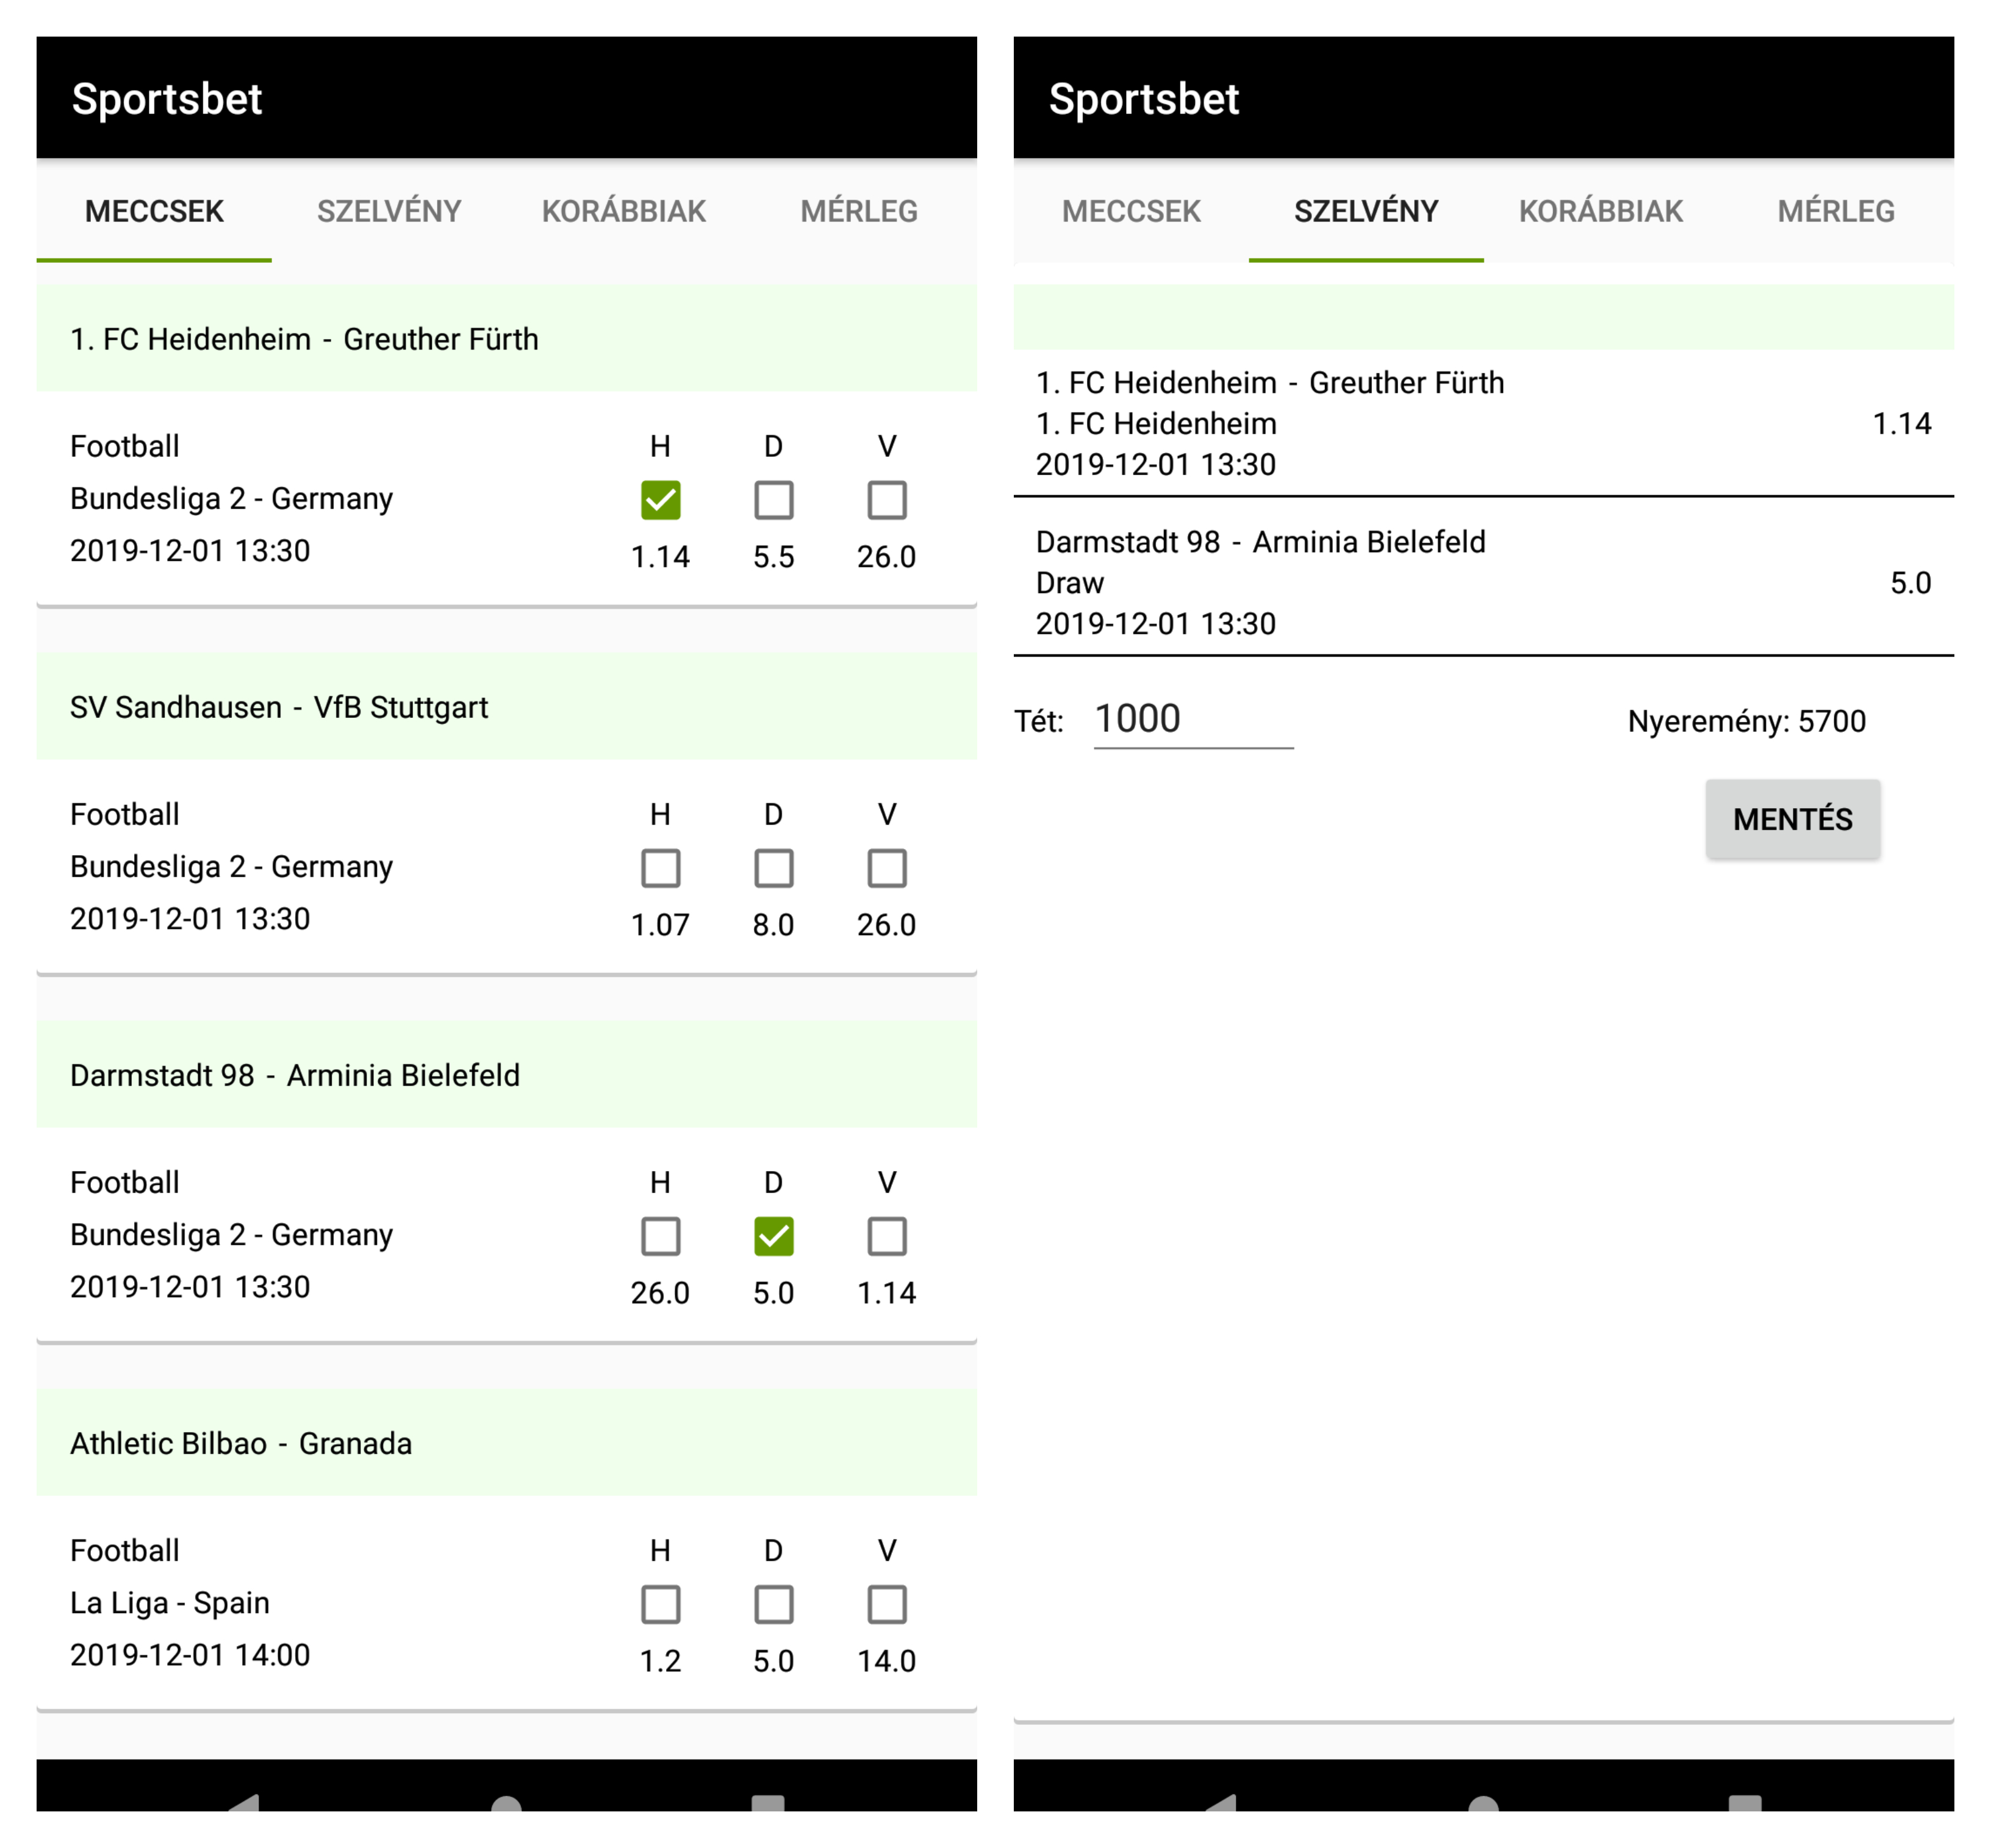 Sportsbet
MECCSEK SZELVÉNY KORÁBBIAK MÉRLEG
1. FC Heidenheim - Greuther Fürth
Football H D V
Bundesliga 2 - Germany
2019-12-01 13:30 1.14 5.5 26.0
SV Sandhausen - VfB Stuttgart
Football H D V
Bundesliga 2 - Germany
2019-12-01 13:30 1.07 8.0 26.0
Darmstadt 98 - Arminia Bielefeld
Football H D V
Bundesliga 2 - Germany
2019-12-01 13:30 26.0 5.0 1.14
Athletic Bilbao - Granada
Football H D V
La Liga - Spain
2019-12-01 14:00 1.2 5.0 14.0
Sportsbet
MECCSEK SZELVÉNY KORÁBBIAK MÉRLEG
1. FC Heidenheim - Greuther Fürth
1. FC Heidenheim 1.14
2019-12-01 13:30
Darmstadt 98 - Arminia Bielefeld
Draw 5.0
2019-12-01 13:30
Tét: 1000 Nyeremény: 5700
MENTÉS